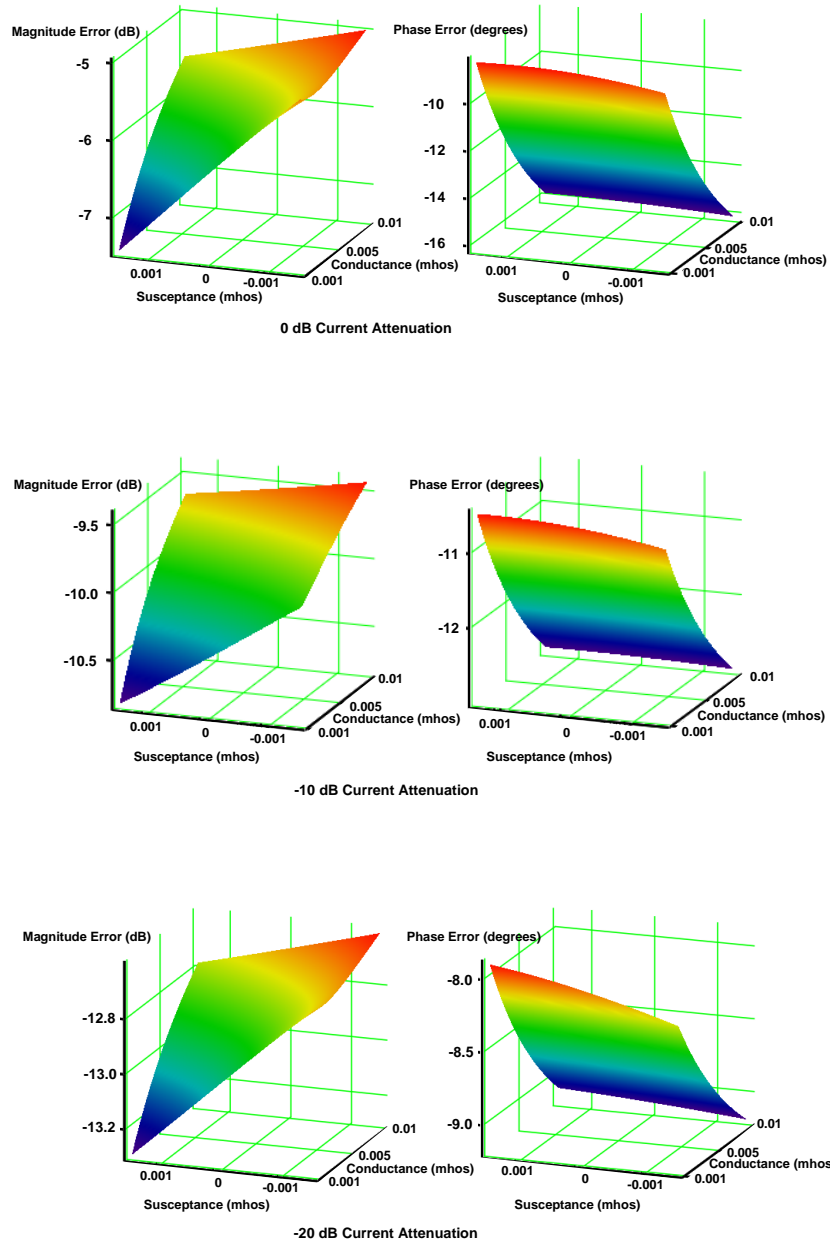 Magnitude Error (dB)
-5
-6
-7
0.001
0
-0.001
Susceptance (mhos)
0.01
0.005
0.001
Conductance (mhos)
Phase Error (degrees)
-10
-12
-14
-16
0.001
0
-0.001
Susceptance (mhos)
0.01
0.005
0.001
Conductance (mhos)
0 dB Current Attenuation
Magnitude Error (dB)
-9.5
-10.0
-10.5
0.001
0
-0.001
Susceptance (mhos)
0.01
0.005
0.001
Conductance (mhos)
Phase Error (degrees)
-11
-12
0.001
0
-0.001
Susceptance (mhos)
0.01
0.005
0.001
Conductance (mhos)
-10 dB Current Attenuation
Magnitude Error (dB)
-12.8
-13.0
-13.2
0.001
0
-0.001
Susceptance (mhos)
0.01
0.005
0.001
Conductance (mhos)
Phase Error (degrees)
-8.0
-8.5
-9.0
0.001
0
-0.001
Susceptance (mhos)
0.01
0.005
0.001
Conductance (mhos)
-20 dB Current Attenuation